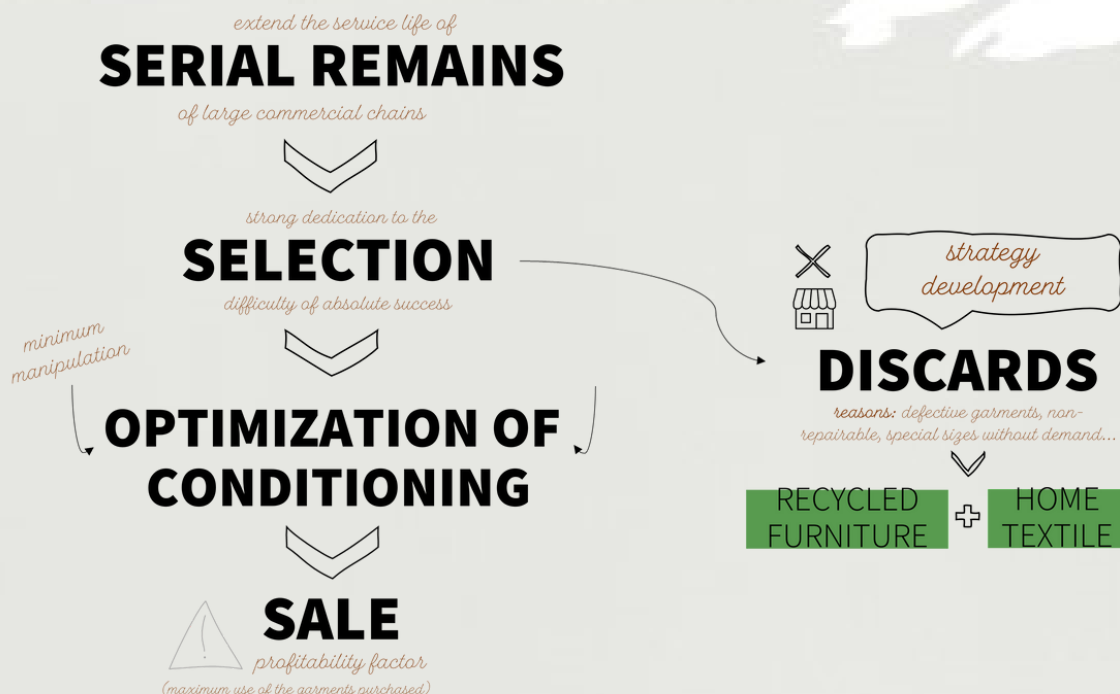 extend the service life of
SERIAL REMAINS
of large commercial chains
strong dedication to the
SELECTION
difficulty of absolute success
minimum
manipulation
OPTIMIZATION OF
CONDITIONING
SALE
profitability factor
(maximum use of the garments purchased)
strategy
development
DISCARDS
reasons: defective garments, non-
repairable, special sizes without demand...
RECYCLED
FURNITURE
HOME
TEXTILE